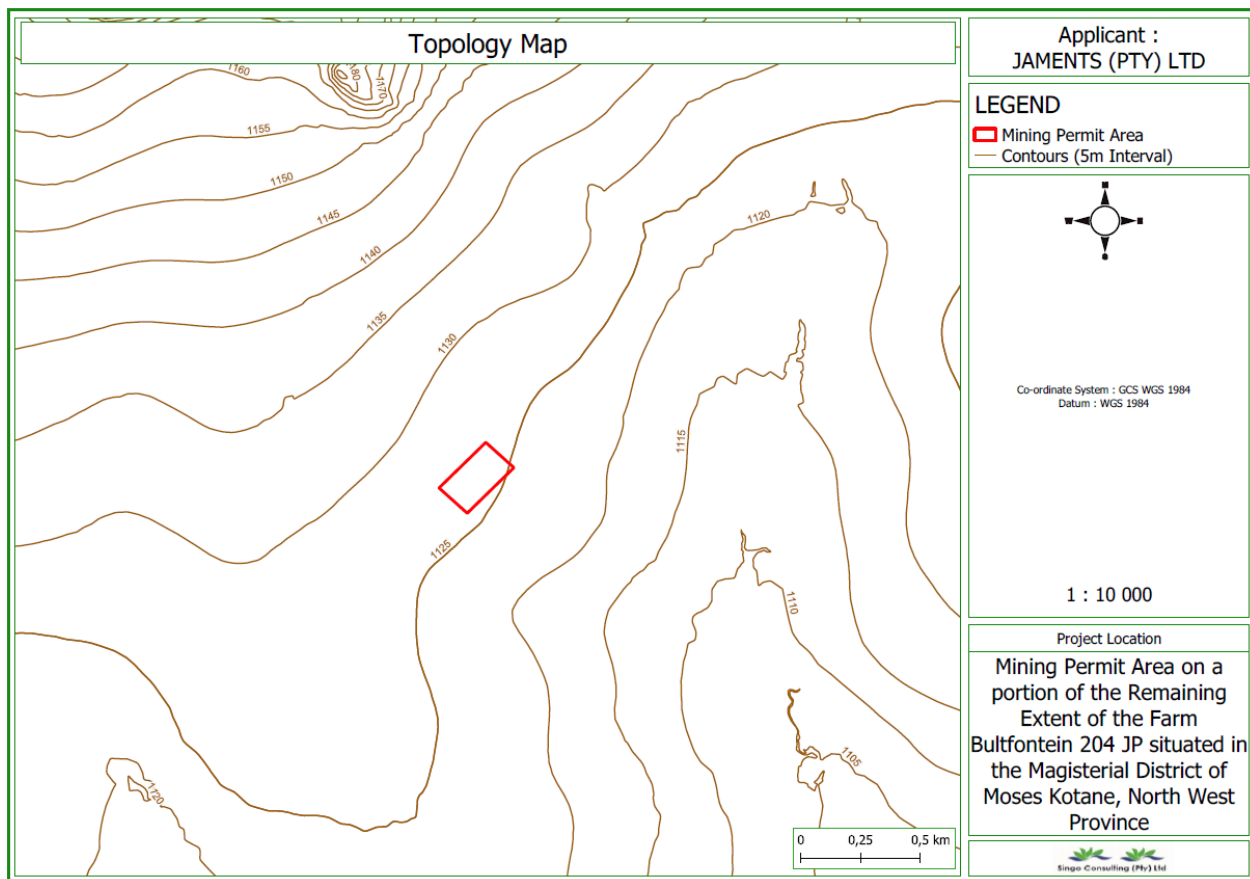 Topology Map
1160
1180
1170
1155
1150
1145
1140
1135
1130
1125
1120
1120
1115
1110
1105
0 0,25 0,5 km
Applicant :
JAMENTS (PTY) LTD
LEGEND
Mining Permit Area
Contours (5m Interval)
Co-ordinate System : GCS WGS 1984
Datum : WGS 1984
1 : 10 000
Project Location
Mining Permit Area on a
portion of the Remaining
Extent of the Farm
Bultfontein 204 JP situated in
the Magisterial District of
Moses Kotane, North West
Province
Singo Consulting (Pty) Ltd